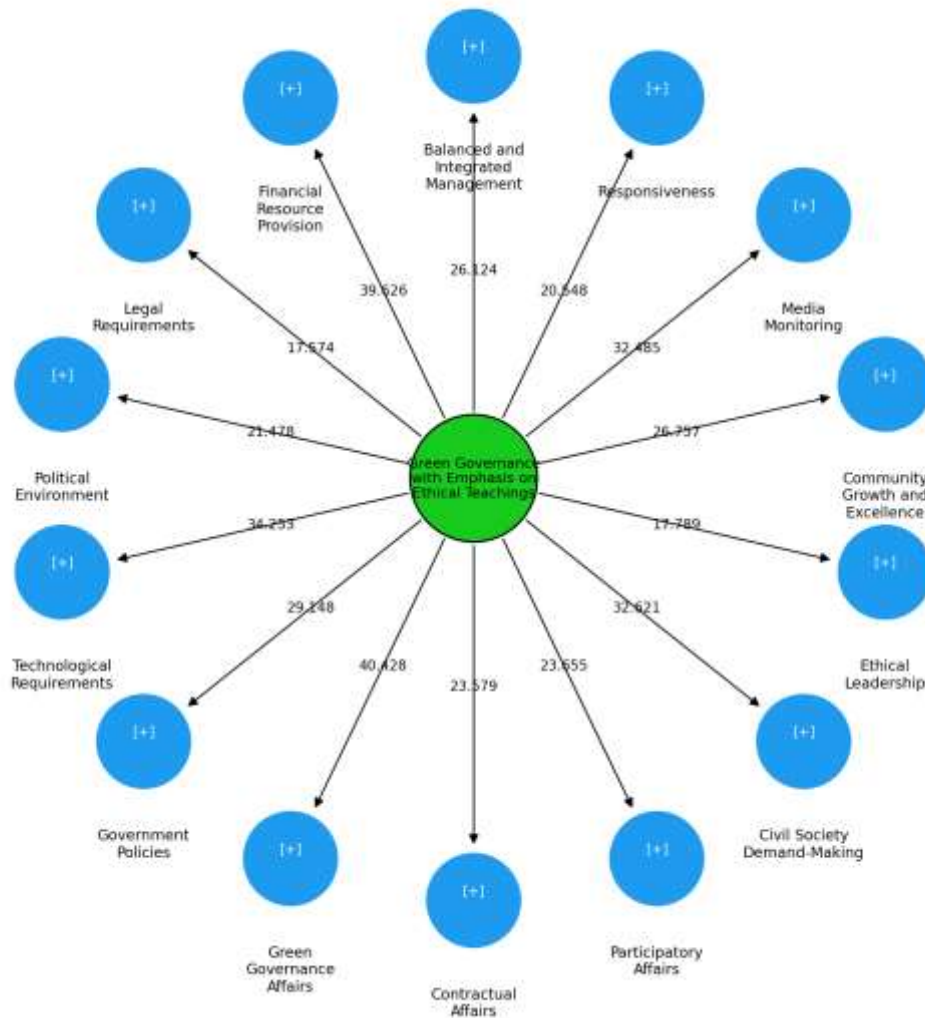 [+]
[+]
[+]
Balanced and
Integrated
Management
Financial
Resource
Provision
Responsiveness
[+]
[+]
26.124
39.626
20.548
Legal
Requirements
Media
Monitoring
17.574
32.485
[+]
[+]
21.478
26.757
Green Governance
with Emphasis on
Ethical Teachings
Political
Environment
Community
Growth and
Excellence
34.253
17.789
[+]
[+]
29.148
32.621
Technological
Requirements
Ethical
Leadership
40.428
23.579
23.655
[+]
[+]
Government
Policies
Civil Society
Demand-Making
[+]
[+]
[+]
Green
Governance
Affairs
Participatory
Affairs
Contractual
Affairs